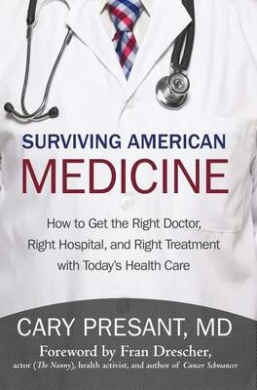 SURVIVING AMERICAN
MEDICINE
How to Get the Right Doctor,
Right Hospital, and Right Treatment
with Today's Health Care
CARY PRESANT, MD
Foreword by Fran Drescher,
actor (The Nanny), health activist, and author of Cancer Schmancer